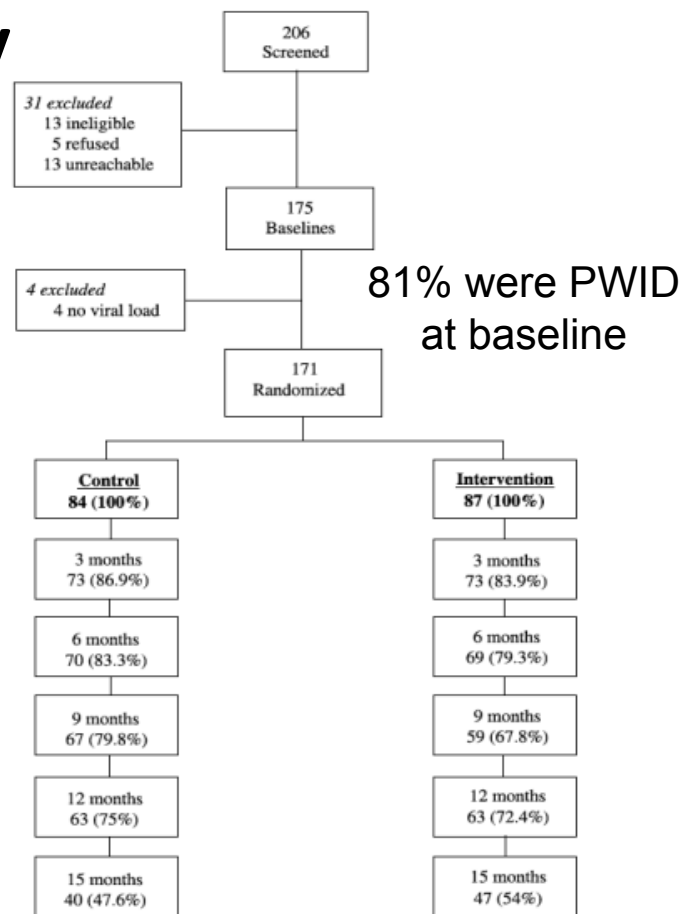 206
Screened
31 excluded
13 ineligible
5 refused
13 unreachable
175
Baselines
4 excluded
4 no viral load
81% were PWID
at baseline
171
Randomized
Control
84 (100%)
3 months
73 (86.9%)
6 months
70 (83.3%)
9 months
67 (79.8%)
12 months
63 (75%)
15 months
40 (47.6%)
Intervention
87 (100%)
3 months
73 (83.9%)
6 months
69 (79.3%)
9 months
59 (67.8%)
12 months
63 (72.4%)
15 months
47 (54%)